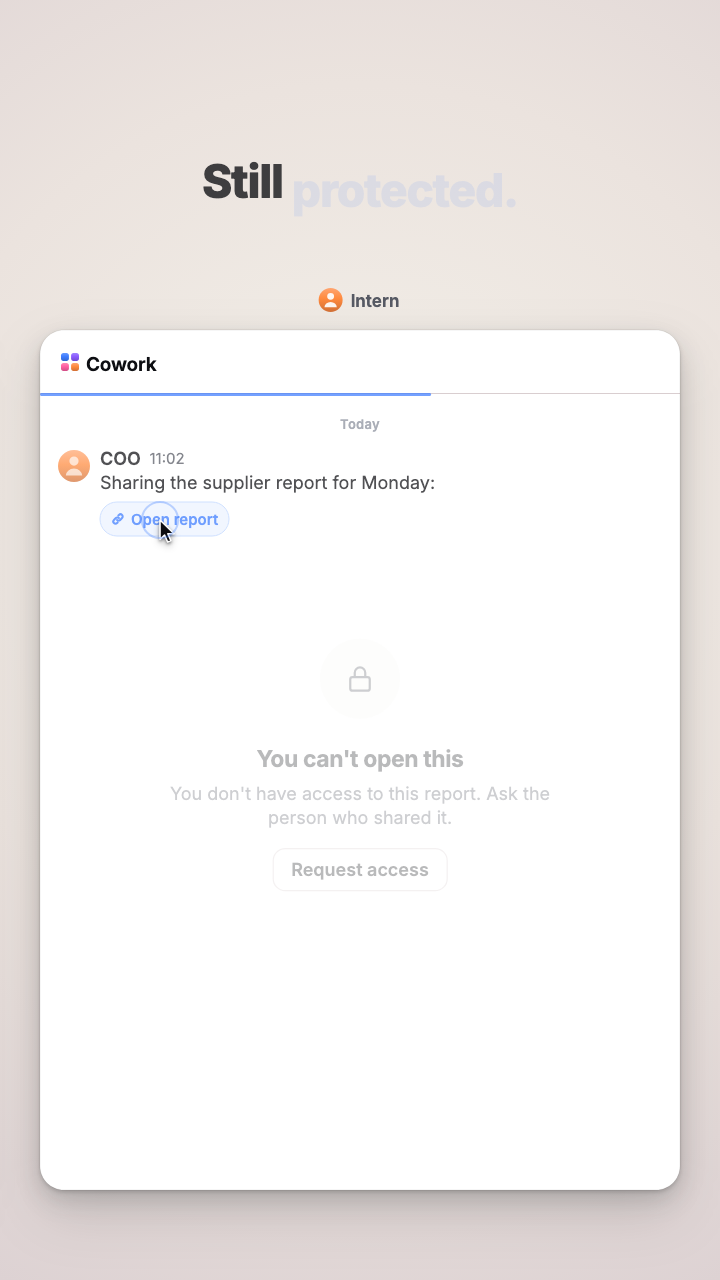 Still protected.
Intern
Cowork
Today
COO 11:02
Sharing the supplier report for Monday:
Open report
You can't open this
You don't have access to this report. Ask the
person who shared it.
Request access